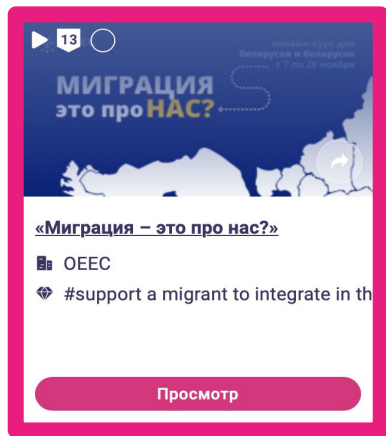 13
онлайн-курс для
беларусов и беларусок
с 7 по 28 ноября
МИГРАЦИЯ
это про НАС?
«Миграция – это про нас?»
OEEC
#support a migrant to integrate in th
Просмотр